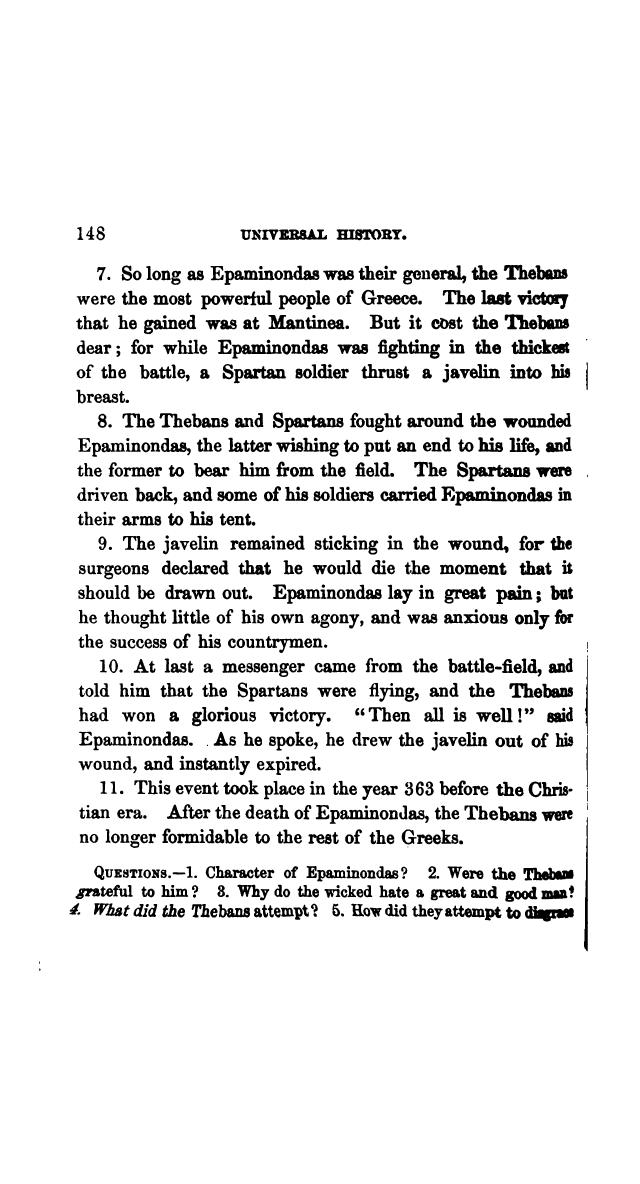 148 UNIVERSAL HISTORY.
7. So long as Epaminondas was their general, the Thebans
were the most powerful people of Greece. The last victory
that he gained was at Mantinea. But it cost the Thebans
dear; for while Epaminondas was fighting in the thickest
of the battle, a Spartan soldier thrust a javelin into his
breast.
8. The Thebans and Spartans fought around the wounded
Epaminondas, the latter wishing to put an end to his life, and
the former to bear him from the field. The Spartans were
driven back, and some of his soldiers carried Epaminondas in
their arms to his tent.
9. The javelin remained sticking in the wound, for the
surgeons declared that he would die the moment that it
should be drawn out. Epaminondas lay in great pain; but
he thought little of his own agony, and was anxious only for
the success of his countrymen.
10. At last a messenger came from the battle-field, and
told him that the Spartans were flying, and the Thebans
had won a glorious victory. "Then all is well!" said
Epaminondas. As he spoke, he drew the javelin out of his
wound, and instantly expired.
11. This event took place in the year 363 before the Chris-
tian era. After the death of Epaminondas, the Thebans were
no longer formidable to the rest of the Greeks.
QUESTIONS.—1. Character of Epaminondas? 2. Were the Thebans
grateful to him? 3. Why do the wicked hate a great and good man?
4. What did the Thebans attempt? 5. How did they attempt to disgrace